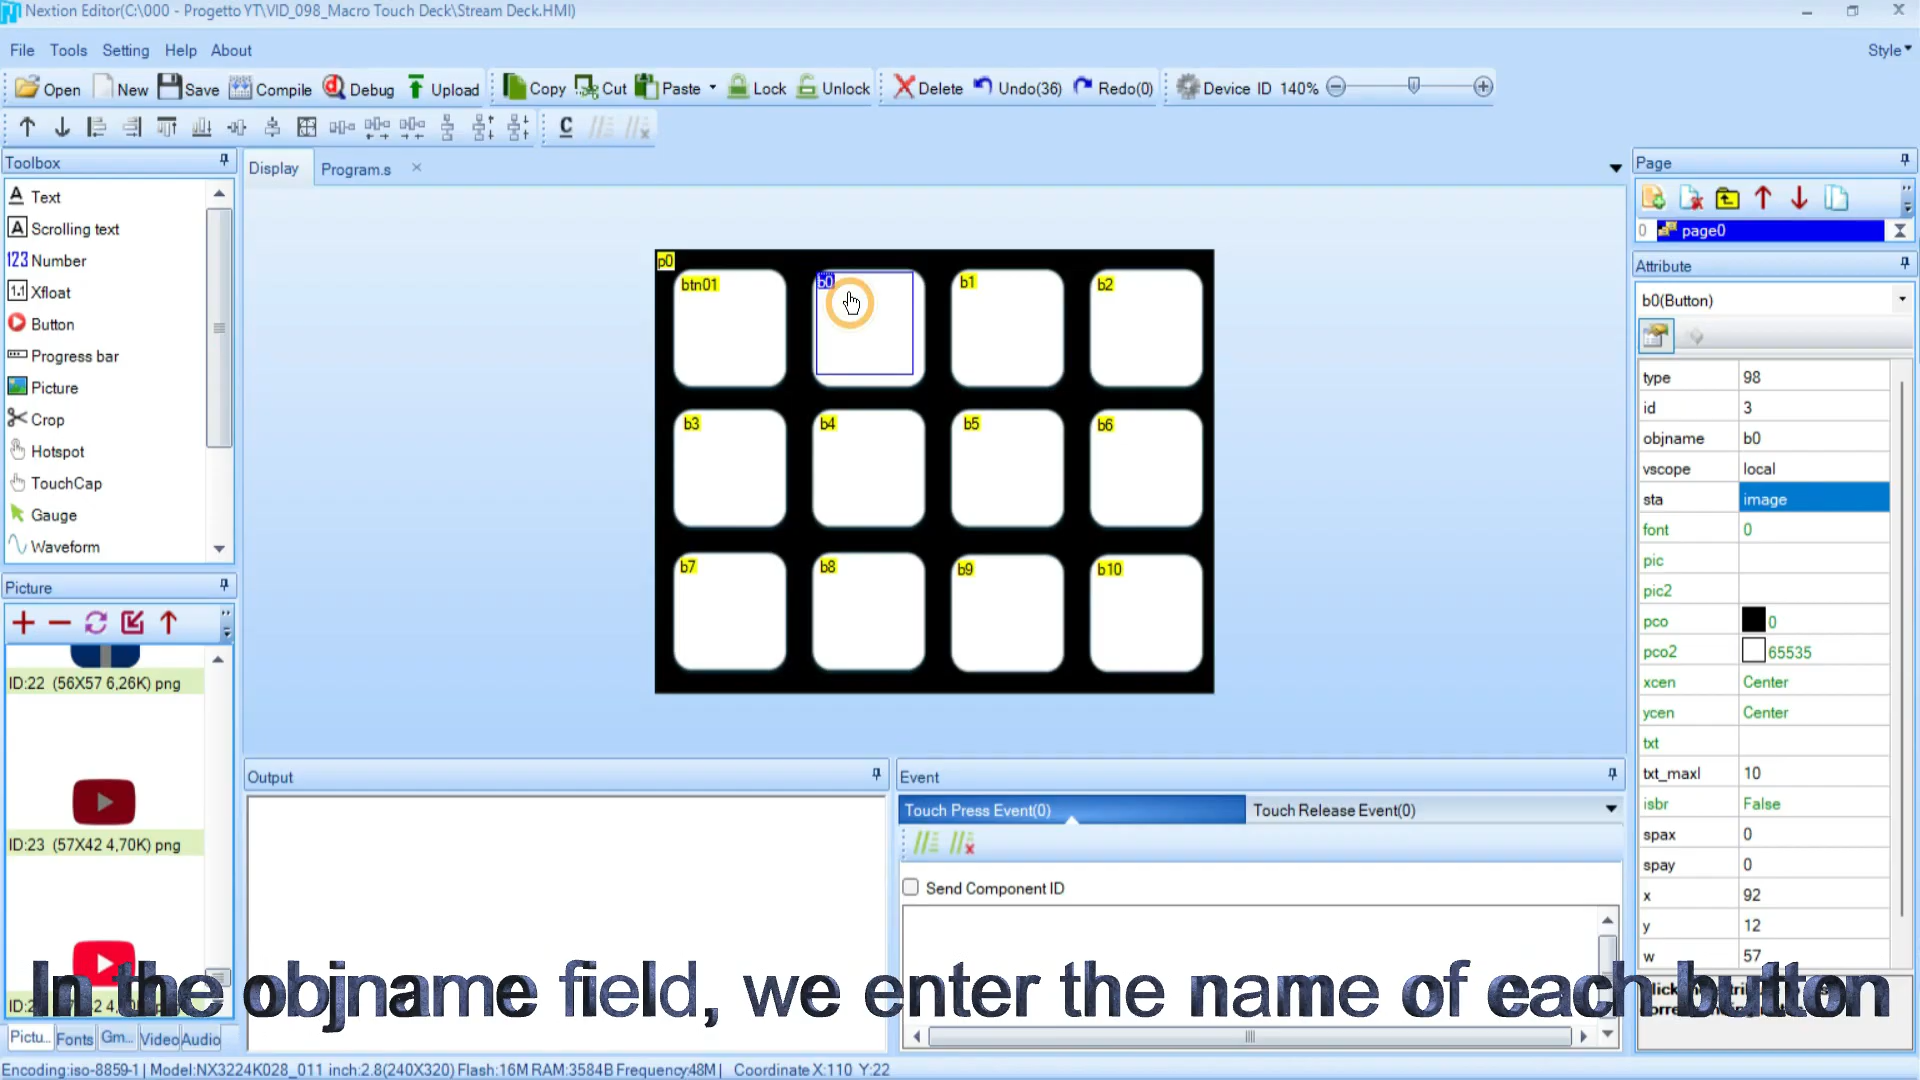 Nextion Editor(C:\000 - Progetto YT\VID_098_Macro Touch Deck\Stream Deck.HMI)
File Tools Setting Help About
Style
Open New Save Compile Debug Upload Copy Cut Paste Lock Unlock Delete Undo(36) Redo(0) Device ID 140%
Toolbox
Display
Program.s
Text
Scrolling text
123 Number
1.1 Xfloat
Button
Progress bar
Picture
Crop
Hotspot
TouchCap
Gauge
Waveform
Picture
ID:22 (56X57 6,26K) png
ID:23 (57X42 4,70K) png
Pictu... Fonts Gm... Video Audio
p0
btn01 b0 b1 b2
b3 b4 b5 b6
b7 b8 b9 b10
Output
Event
Touch Press Event(0)
Touch Release Event(0)
Send Component ID
Page
0 page0
Attribute
b0(Button)
type 98
id 3
objname b0
vscope local
sta image
font 0
pic
pic2
pco 0
pco2 65535
xcen Center
ycen Center
txt
txt_maxl 10
isbr False
spax 0
spay 0
x 92
y 12
w 57
In the objname field, we enter the name of each button
Encoding:iso-8859-1 | Model:NX3224K028_011 inch:2.8(240X320) Flash:16M RAM:3584B Frequency:48M | Coordinate X:110 Y:22